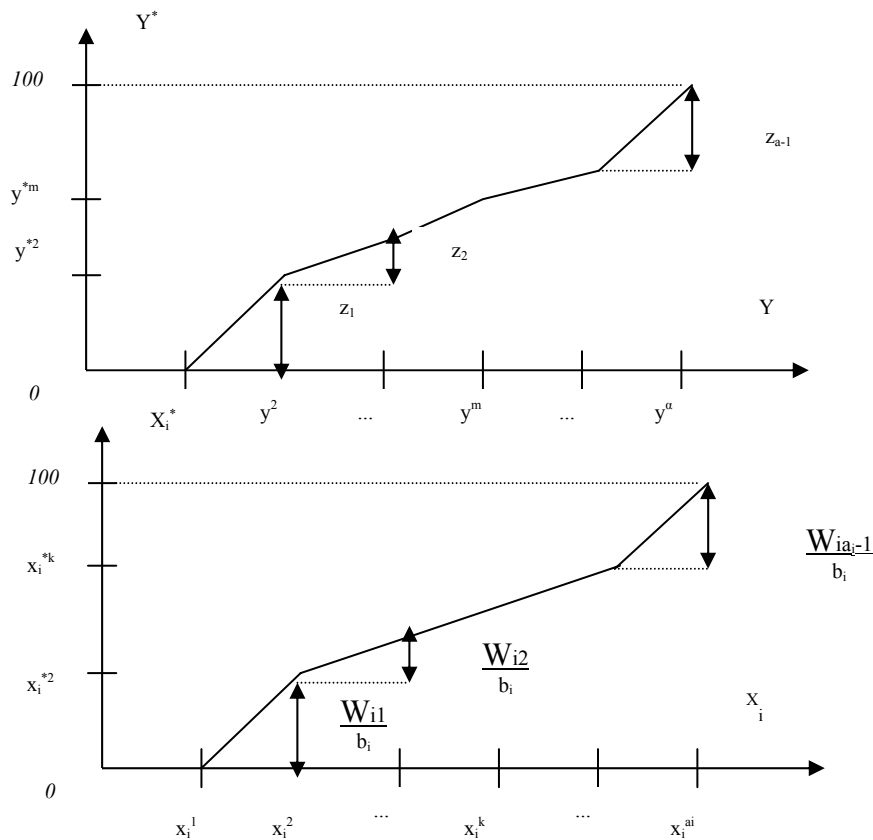 Y*
100
z_{a-1}
y^{*m}
y^{*2}
z_2
z_1
Y
0
X_i^*
y^2
...
y^m
...
y^α
100
W_{ia_i-1}
b_i
x_i^{*k}
W_{i2}
b_i
x_i^{*2}
X_i
W_{i1}
b_i
0
x_i^1
x_i^2
...
x_i^k
...
x_i^{ai}